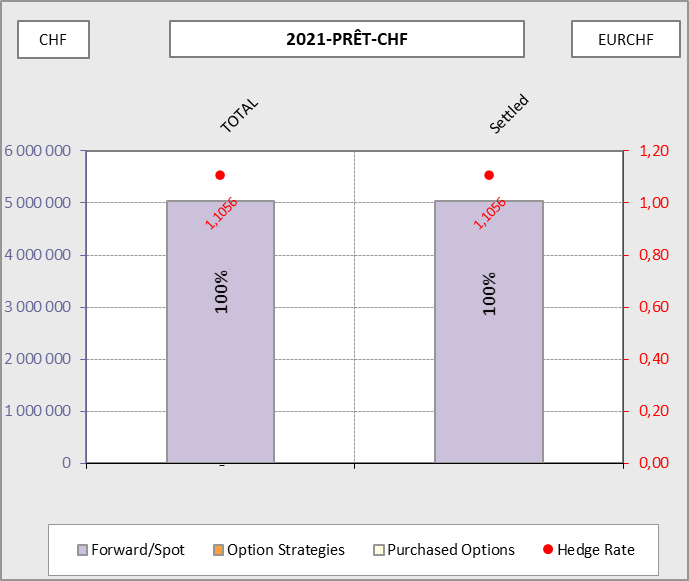 CHF
2021-PRÊT-CHF
EURCHF
TOTAL
Settled
6 000 000
5 000 000
4 000 000
3 000 000
2 000 000
1 000 000
0
1,1056
100%
-
1,1056
100%
1,20
1,00
0,80
0,60
0,40
0,20
0,00
Forward/Spot
Option Strategies
Purchased Options
Hedge Rate